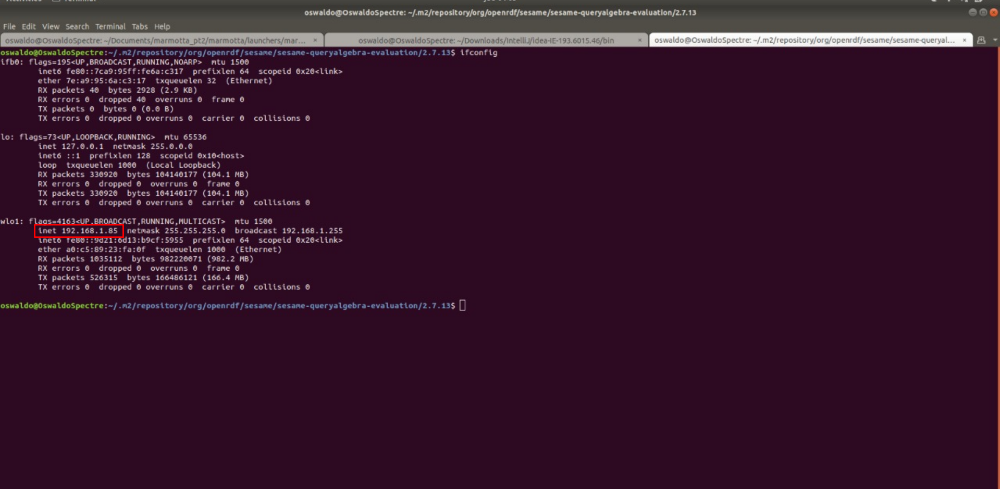 oswaldo@OswaldoSpectre: ~/.m2/repository/org/openrdf/sesame/sesame-queryalgebra-evaluation/2.7.13
File Edit View Search Terminal Tabs Help
oswaldo@OswaldoSpectre: ~/Documents/marmotta_pt2/marmotta/launchers/mar... × oswaldo@OswaldoSpectre: ~/Downloads/IntelliJ/idea-IE-193.6015.46/bin × oswaldo@OswaldoSpectre: ~/.m2/repository/org/openrdf/sesame/sesame-queryal... ×
oswaldo@OswaldoSpectre:~/.m2/repository/org/openrdf/sesame/sesame-queryalgebra-evaluation/2.7.13$ ifconfig
ifb0: flags=195<UP,BROADCAST,RUNNING,NOARP>  mtu 1500
        inet6 fe80::7ca9:95ff:fe6a:c317  prefixlen 64  scopeid 0x20<link>
        ether 7e:a9:95:6a:c3:17  txqueuelen 32  (Ethernet)
        RX packets 40  bytes 2928 (2.9 KB)
        RX errors 0  dropped 40  overruns 0  frame 0
        TX packets 0  bytes 0 (0.0 B)
        TX errors 0  dropped 0 overruns 0  carrier 0  collisions 0
lo: flags=73<UP,LOOPBACK,RUNNING>  mtu 65536
        inet 127.0.0.1  netmask 255.0.0.0
        inet6 ::1  prefixlen 128  scopeid 0x10<host>
        loop  txqueuelen 1000  (Local Loopback)
        RX packets 330920  bytes 104140177 (104.1 MB)
        RX errors 0  dropped 0  overruns 0  frame 0
        TX packets 330920  bytes 104140177 (104.1 MB)
        TX errors 0  dropped 0 overruns 0  carrier 0  collisions 0
wlo1: flags=4163<UP,BROADCAST,RUNNING,MULTICAST>  mtu 1500
        inet 192.168.1.85  netmask 255.255.255.0  broadcast 192.168.1.255
        inet6 fe80::9d21:6d13:b9cf:5955  prefixlen 64  scopeid 0x20<link>
        ether a0:c5:89:23:fa:0f  txqueuelen 1000  (Ethernet)
        RX packets 1035112  bytes 982220071 (982.2 MB)
        RX errors 0  dropped 0  overruns 0  frame 0
        TX packets 526315  bytes 166486121 (166.4 MB)
        TX errors 0  dropped 0 overruns 0  carrier 0  collisions 0
oswaldo@OswaldoSpectre:~/.m2/repository/org/openrdf/sesame/sesame-queryalgebra-evaluation/2.7.13$